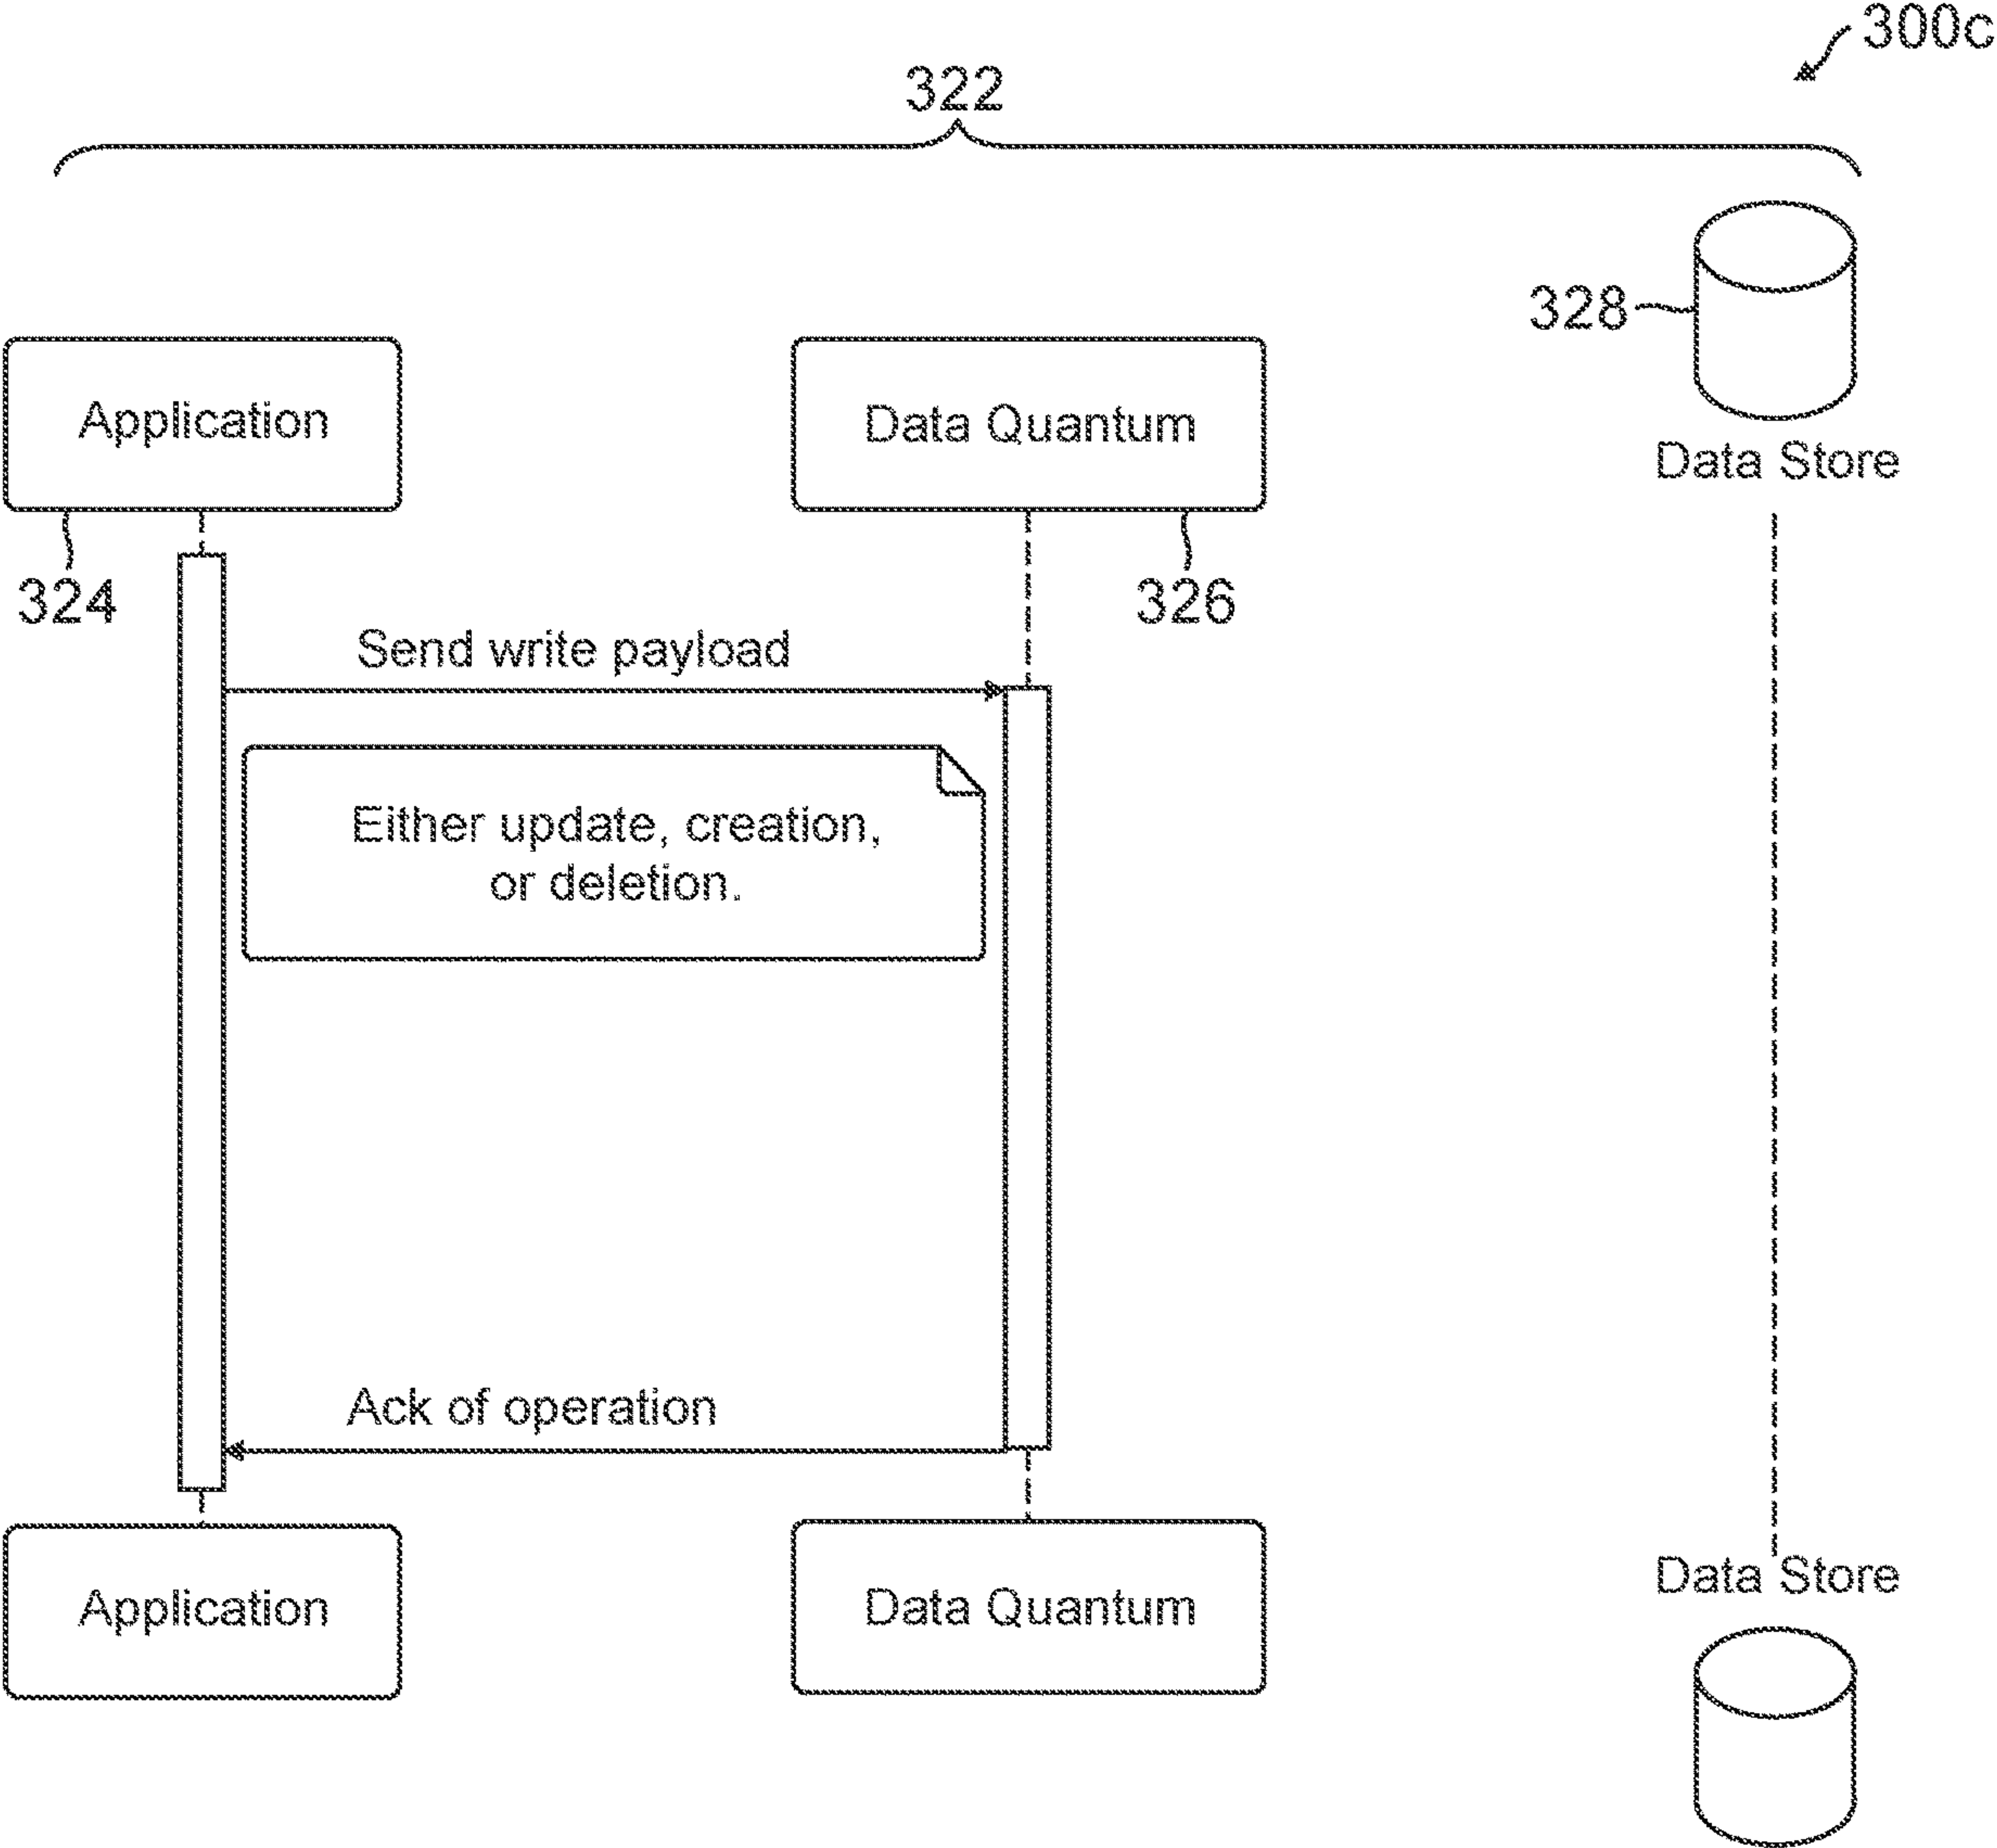 300c
322
328
Application
Data Quantum
Data Store
324
326
Send write payload
Either update, creation,
or deletion.
Ack of operation
Application
Data Quantum
Data Store